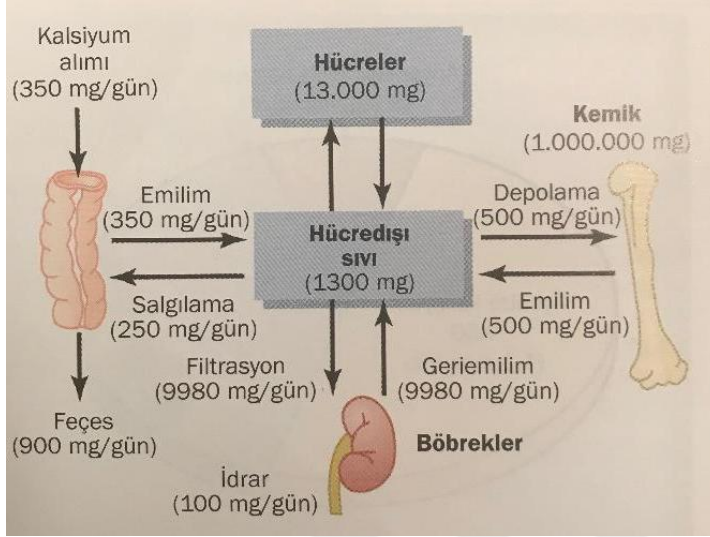 Kalsiyum
alımı
(350 mg/gün)
Hücreler
(13.000 mg)
Kemik
(1.000.000 mg)
Emilim
(350 mg/gün)
Depolama
(500 mg/gün)
Hücredışı
sıvı
(1300 mg)
Salgılama
(250 mg/gün)
Emilim
(500 mg/gün)
Filtrasyon
(9980 mg/gün)
Geriemilim
(9980 mg/gün)
Feçes
(900 mg/gün)
Böbrekler
İdrar
(100 mg/gün)